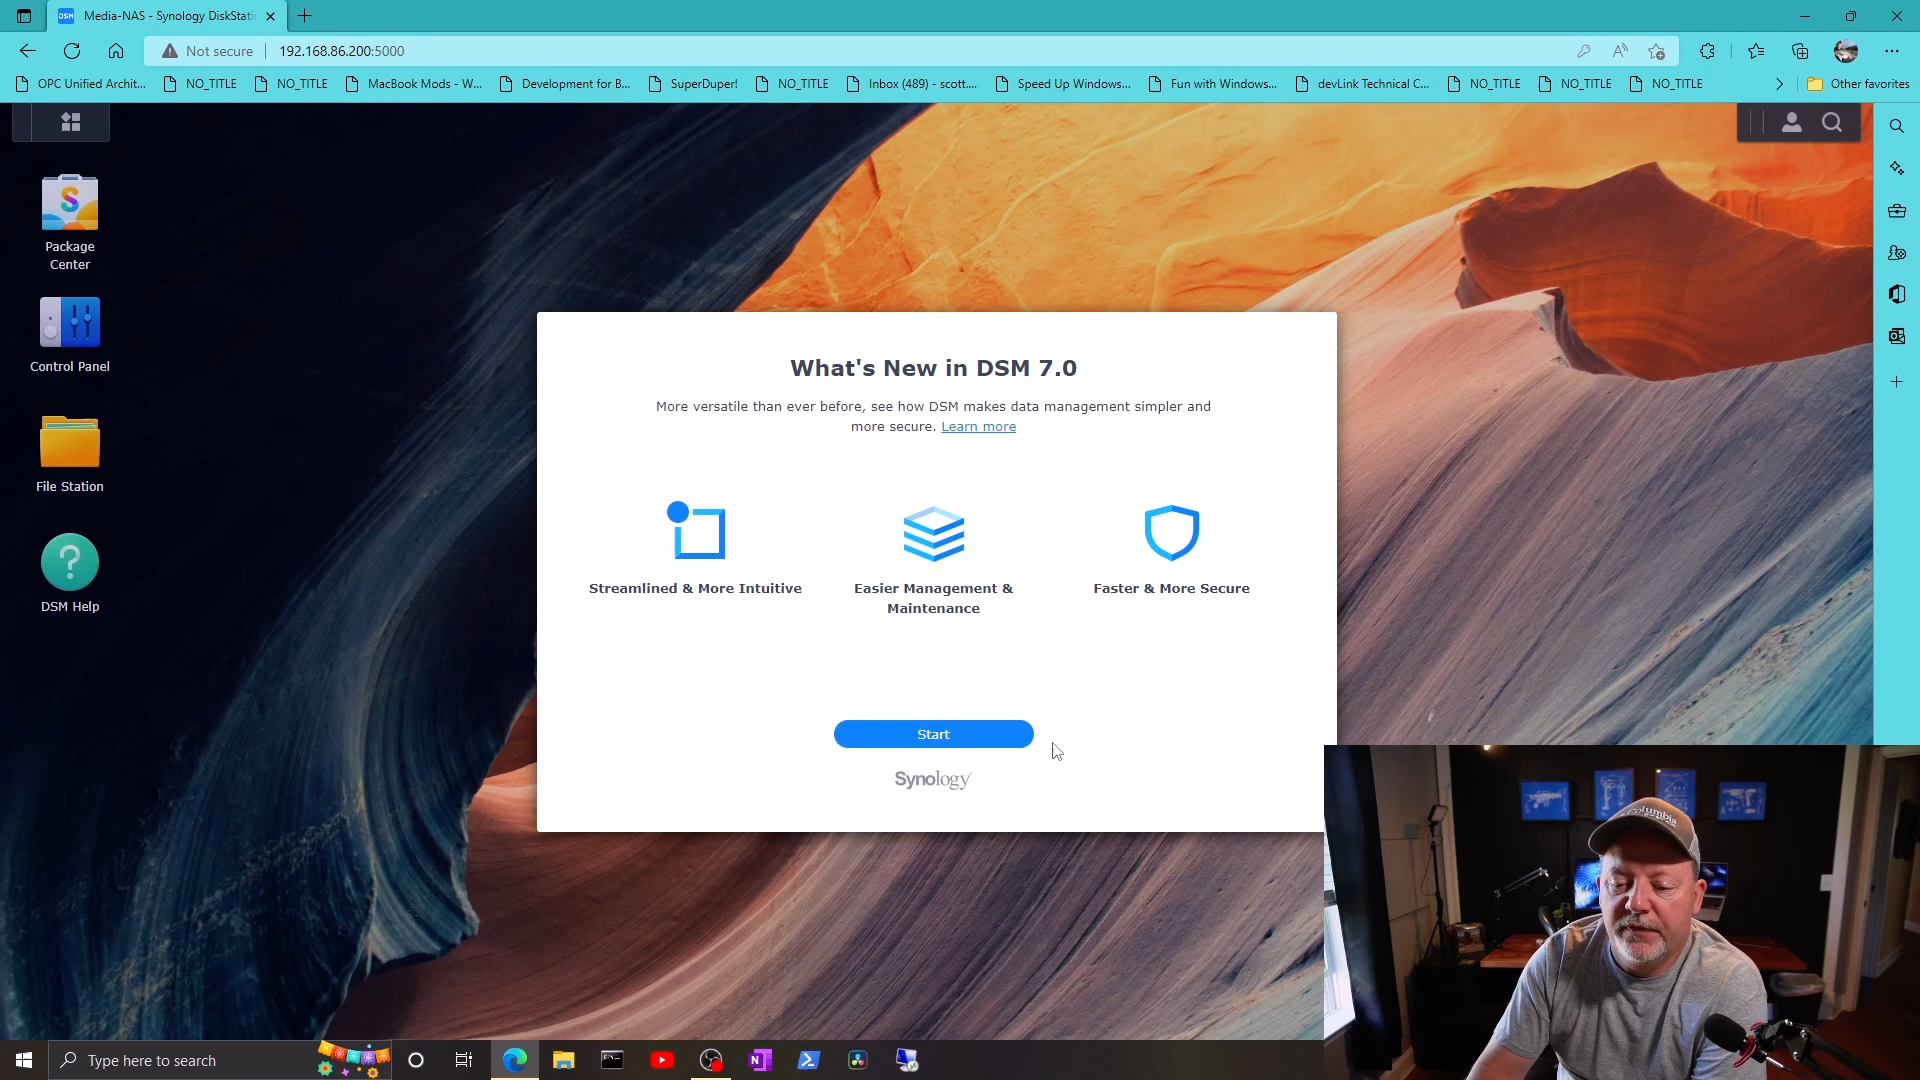 Media-NAS - Synology DiskStati
Not secure
192.168.86.200:5000
OPC Unified Archit...
NO_TITLE
NO_TITLE
MacBook Mods - W...
Development for B...
SuperDuper!
NO_TITLE
Inbox (489) - scott....
Speed Up Windows...
Fun with Windows...
devLink Technical C...
NO_TITLE
NO_TITLE
NO_TITLE
Other favorites
Package
Center
Control Panel
File Station
DSM Help
What's New in DSM 7.0
More versatile than ever before, see how DSM makes data management simpler and
more secure. Learn more
Streamlined & More Intuitive
Easier Management &
Maintenance
Faster & More Secure
Start
Synology
Columbia
Type here to search